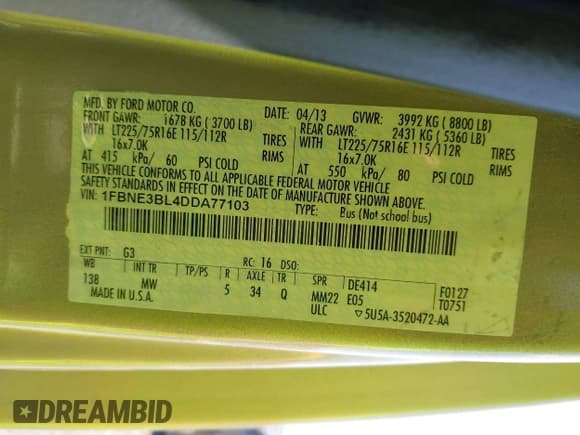 MFD. BY FORD MOTOR CO.
DATE: 04/13 GVWR: 3992 KG ( 8800 LB)
FRONT GAWR: 1678 KG ( 3700 LB) REAR GAWR: 2431 KG ( 5360 LB)
WITH LT225/75R16E 115/112R TIRES LT225/75R16E 115/112R TIRES
16x7.0K RIMS WITH 16x7.0K RIMS
AT 415 kPa/ 60 PSI COLD AT 550 kPa/ 80 PSI COLD
THIS VEHICLE CONFORMS TO ALL APPLICABLE FEDERAL MOTOR VEHICLE
SAFETY STANDARDS IN EFFECT ON THE DATE OF MANUFACTURE SHOWN ABOVE.
VIN: 1FBNE3BL4DDA77103 TYPE: Bus (Not school bus)
EXT PNT: G3 RC: 16 DSO: F0127
WB INT TR TP/PS R AXLE TR SPR DE414 T0751
138 MW 5 34 Q MM22 E05
MADE IN U.S.A. ULC ▽5U5A-3520472-AA
DREAMBID